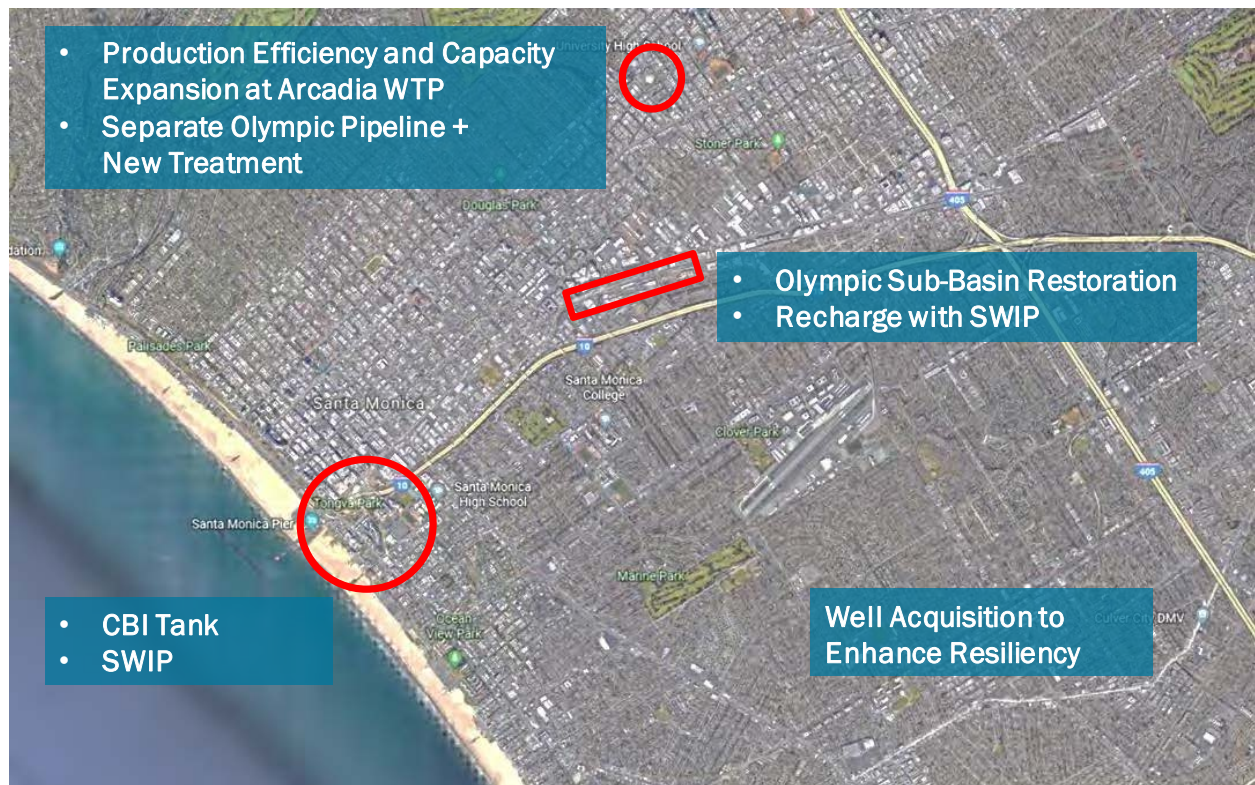 • Production Efficiency and Capacity
Expansion at Arcadia WTP
• Separate Olympic Pipeline +
New Treatment
University High School
Stoner Park
Douglas Park
405
dation
• Olympic Sub-Basin Restoration
• Recharge with SWIP
Palisades Park
10
Santa Monica
College
Santa Monica
Clover Park
405
10
Santa Monica
High School
Tongva Park
Santa Monica Pier
Marine Park
• CBI Tank
• SWIP
Ocean
View Park
Well Acquisition to
Enhance Resiliency
Culver City DMV